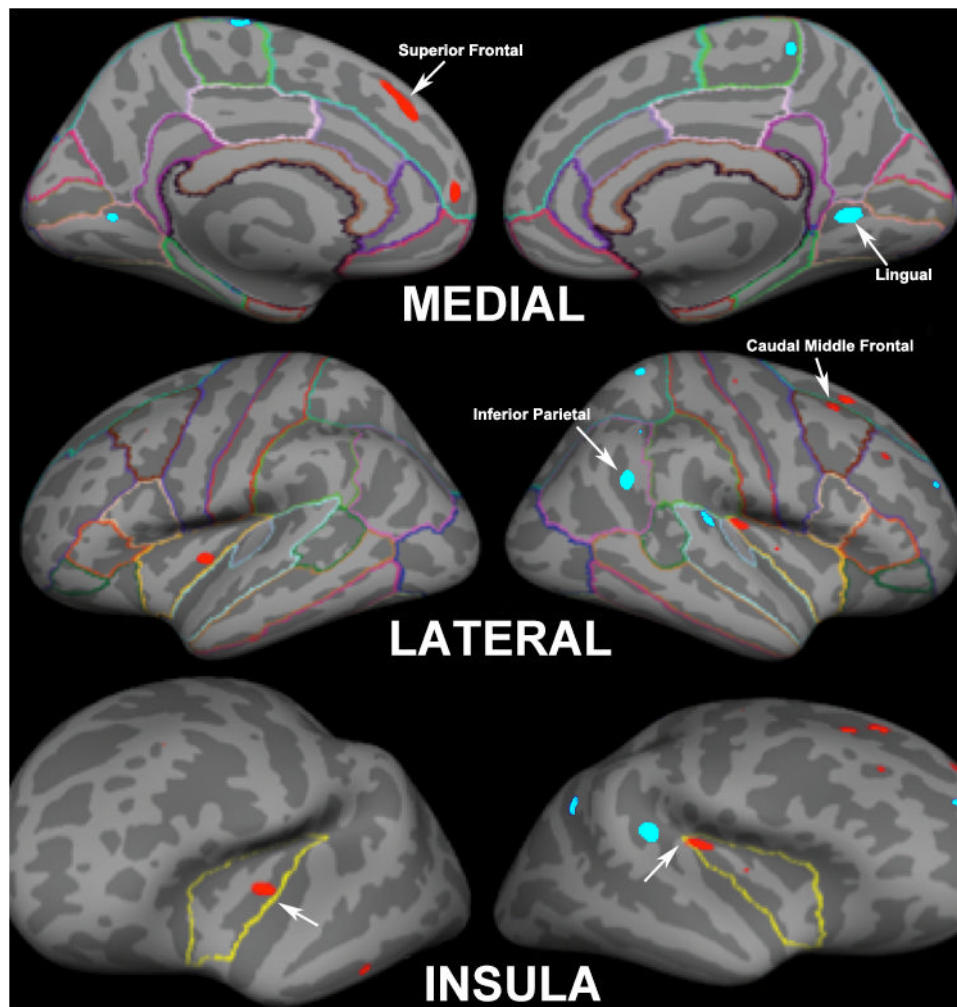 Superior Frontal
Lingual
MEDIAL
Caudal Middle Frontal
Inferior Parietal
LATERAL
INSULA